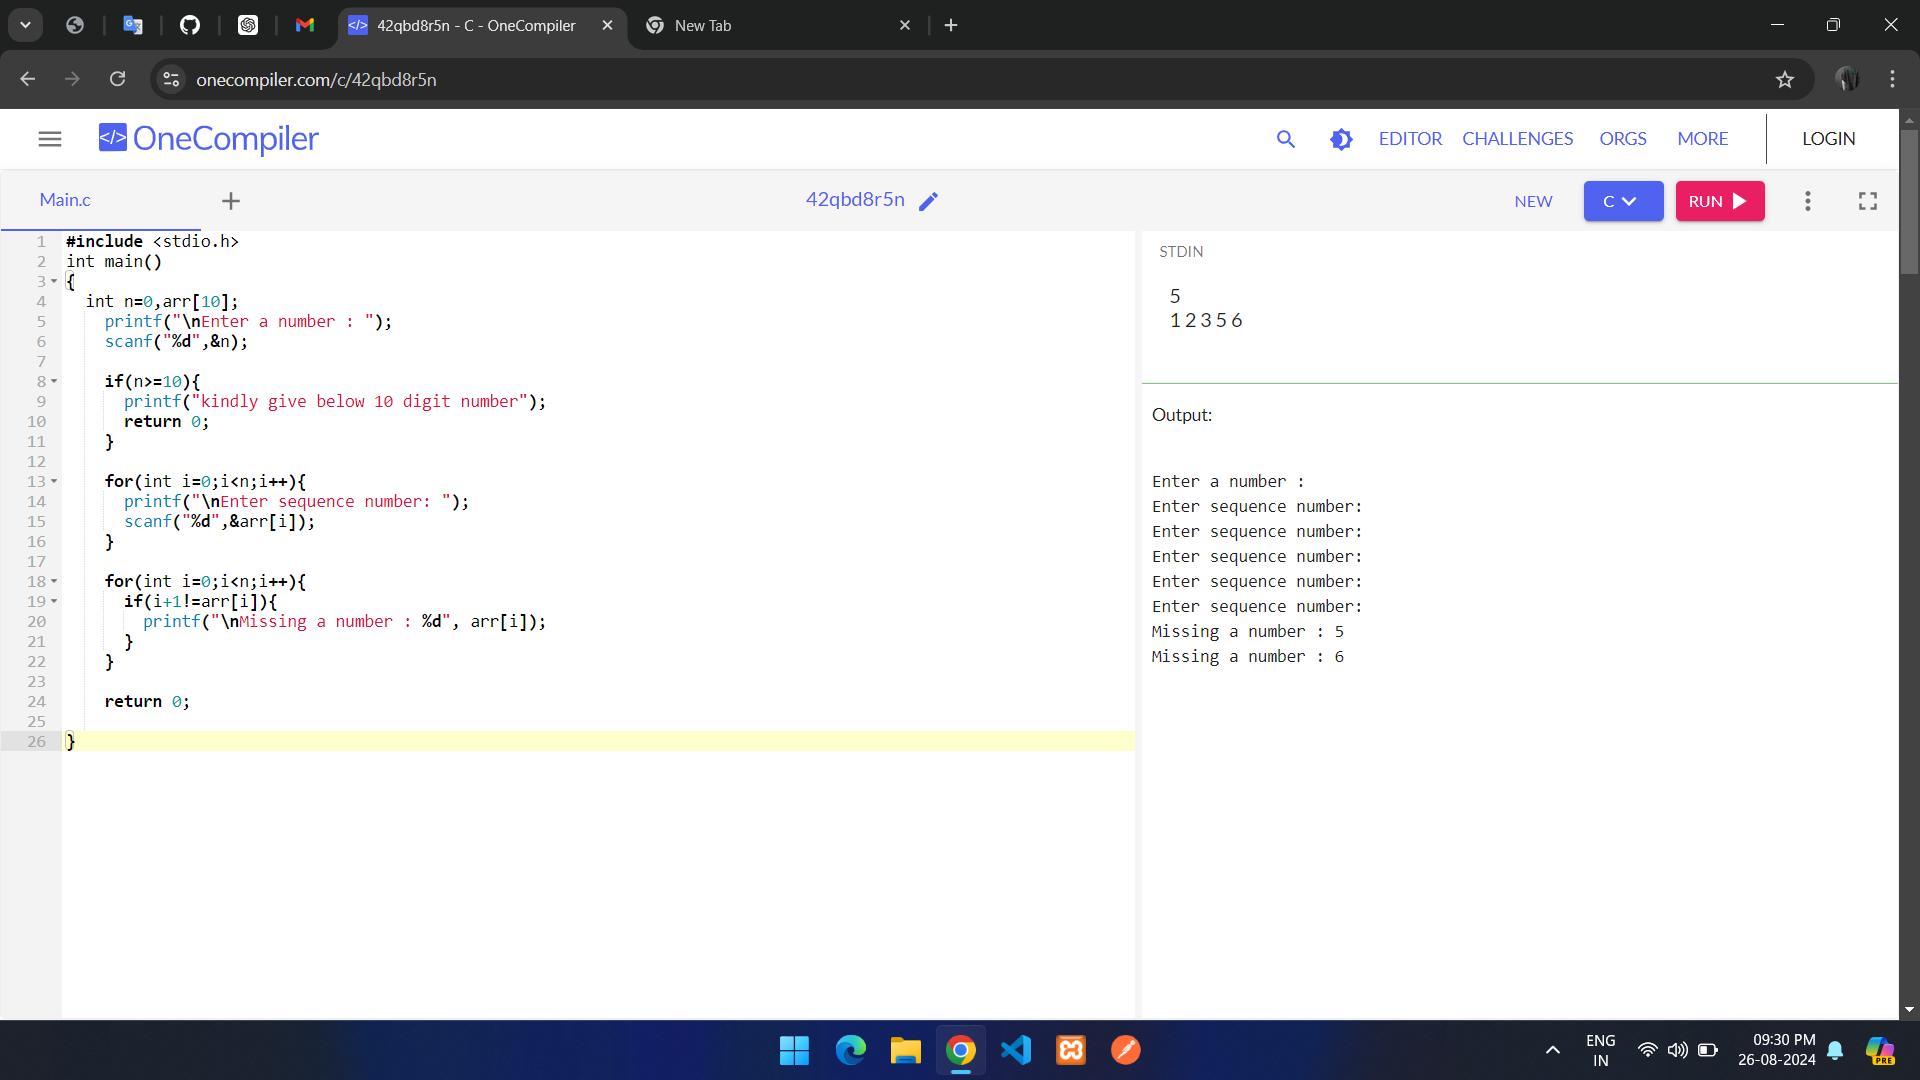 42qbd8r5n - C - OneCompiler
New Tab
onecompiler.com/c/42qbd8r5n
</> OneCompiler
EDITOR CHALLENGES ORGS MORE LOGIN
Main.c
42qbd8r5n
NEW C RUN
1 #include <stdio.h>
2 int main()
3 {
4 int n=0,arr[10];
5 printf("\nEnter a number : ");
6 scanf("%d",&n);
7
8 if(n>=10){
9 printf("kindly give below 10 digit number");
10 return 0;
11 }
12
13 for(int i=0;i<n;i++){
14 printf("\nEnter sequence number: ");
15 scanf("%d",&arr[i]);
16 }
17
18 for(int i=0;i<n;i++){
19 if(i+1!=arr[i]){
20 printf("\nMissing a number : %d", arr[i]);
21 }
22 }
23
24 return 0;
25
26 }
STDIN
5
1 2 3 5 6
Output:
Enter a number :
Enter sequence number:
Enter sequence number:
Enter sequence number:
Enter sequence number:
Enter sequence number:
Missing a number : 5
Missing a number : 6
ENG
IN
09:30 PM
26-08-2024
PRE